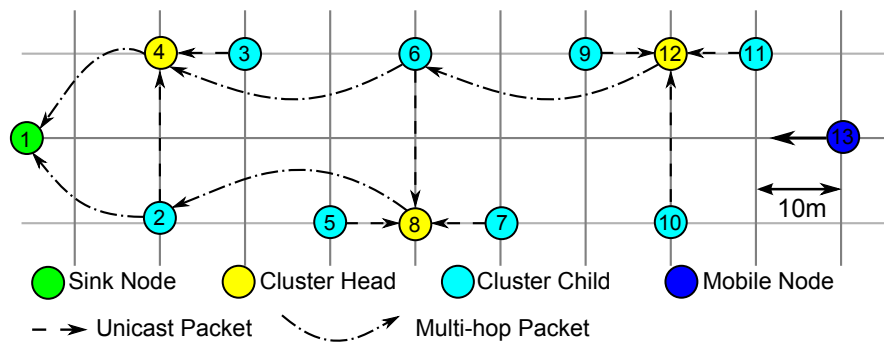 4 3 6 9 12 11
1 13
10m
2 5 8 7 10
Sink Node Cluster Head Cluster Child Mobile Node
Unicast Packet Multi-hop Packet